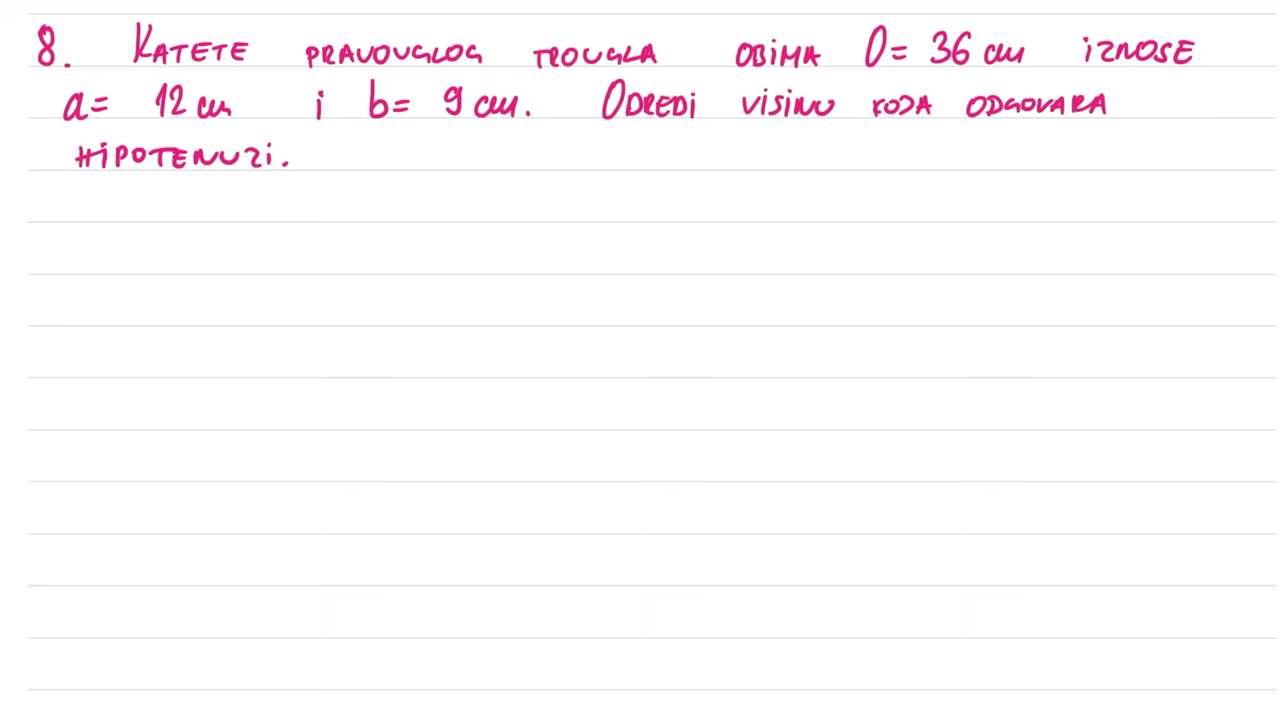 8. KATETE PRAVOUGLOG TROUGLA OBIMA O= 36 cm IZNOSE
a= 12 cm i b= 9 cm. ODREDI VISINU KOJA ODGOVARA
HIPOTENUZI.